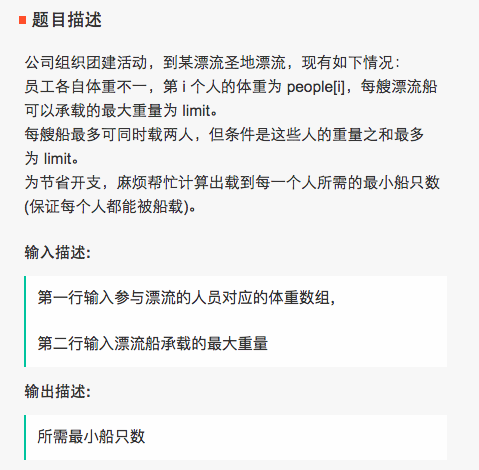 题目描述
公司组织团建活动，到某漂流圣地漂流，现有如下情况：
员工各自体重不一，第 i 个人的体重为 people[i]，每艘漂流船
可以承载的最大重量为 limit。
每艘船最多可同时载两人，但条件是这些人的重量之和最多
为 limit。
为节省开支，麻烦帮忙计算出载到每一个人所需的最小船只数
(保证每个人都能被船载)。
输入描述:
第一行输入参与漂流的人员对应的体重数组，
第二行输入漂流船承载的最大重量
输出描述:
所需最小船只数